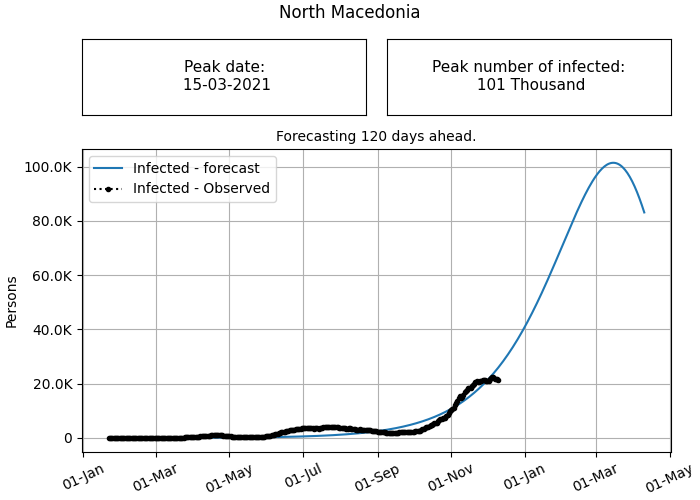 North Macedonia
Peak date:
15-03-2021
Peak number of infected:
101 Thousand
Forecasting 120 days ahead.
Infected - forecast
Infected - Observed
Persons
100.0K
80.0K
60.0K
40.0K
20.0K
0
01-Jan
01-Mar
01-May
01-Jul
01-Sep
01-Nov
01-Jan
01-Mar
01-May